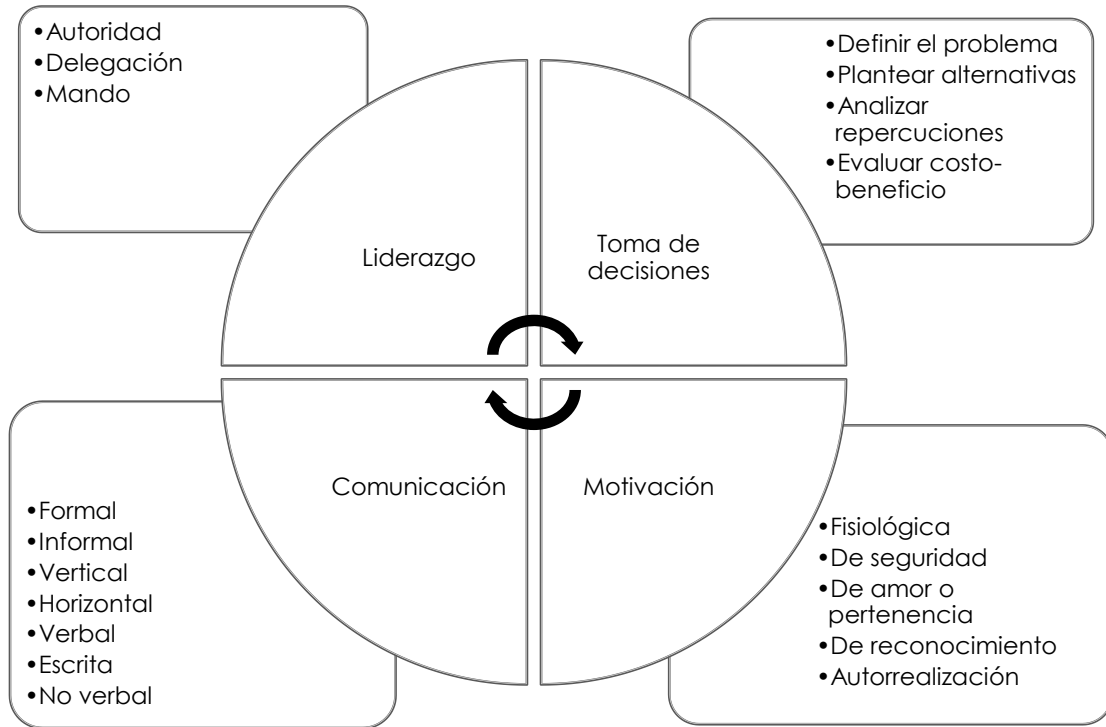 •Autoridad
•Delegación
•Mando
•Definir el problema
•Plantear alternativas
•Analizar
repercuciones
•Evaluar costo-
beneficio
Liderazgo
Toma de
decisiones
Comunicación
Motivación
•Formal
•Informal
•Vertical
•Horizontal
•Verbal
•Escrita
•No verbal
•Fisiológica
•De seguridad
•De amor o
pertenencia
•De reconocimiento
•Autorrealización